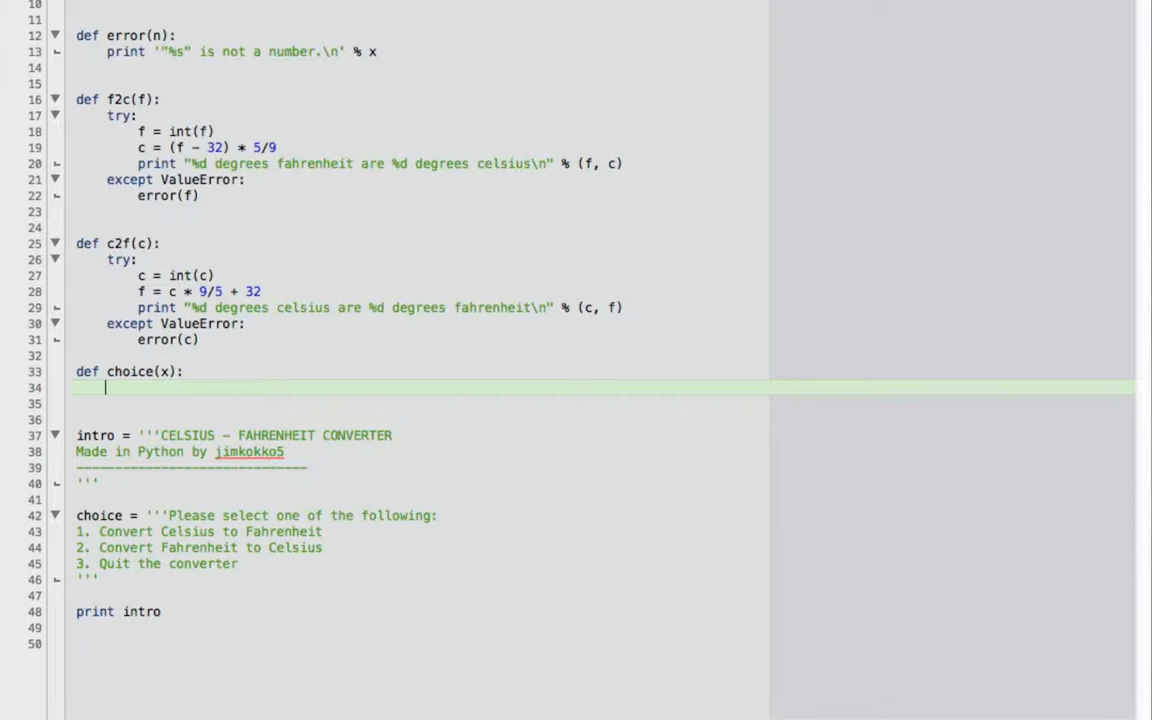 10
11
12 def error(n):
13 print '"%s" is not a number.\n' % x
14
15
16 def f2c(f):
17 try:
18 f = int(f)
19 c = (f - 32) * 5/9
20 print "%d degrees fahrenheit are %d degrees celsius\n" % (f, c)
21 except ValueError:
22 error(f)
23
24
25 def c2f(c):
26 try:
27 c = int(c)
28 f = c * 9/5 + 32
29 print "%d degrees celsius are %d degrees fahrenheit\n" % (c, f)
30 except ValueError:
31 error(c)
32
33 def choice(x):
34
35
36
37 intro = '''CELSIUS - FAHRENHEIT CONVERTER
38 Made in Python by jimkokko5
39 ------------------------------
40 '''
41
42 choice = '''Please select one of the following:
43 1. Convert Celsius to Fahrenheit
44 2. Convert Fahrenheit to Celsius
45 3. Quit the converter
46 '''
47
48 print intro
49
50